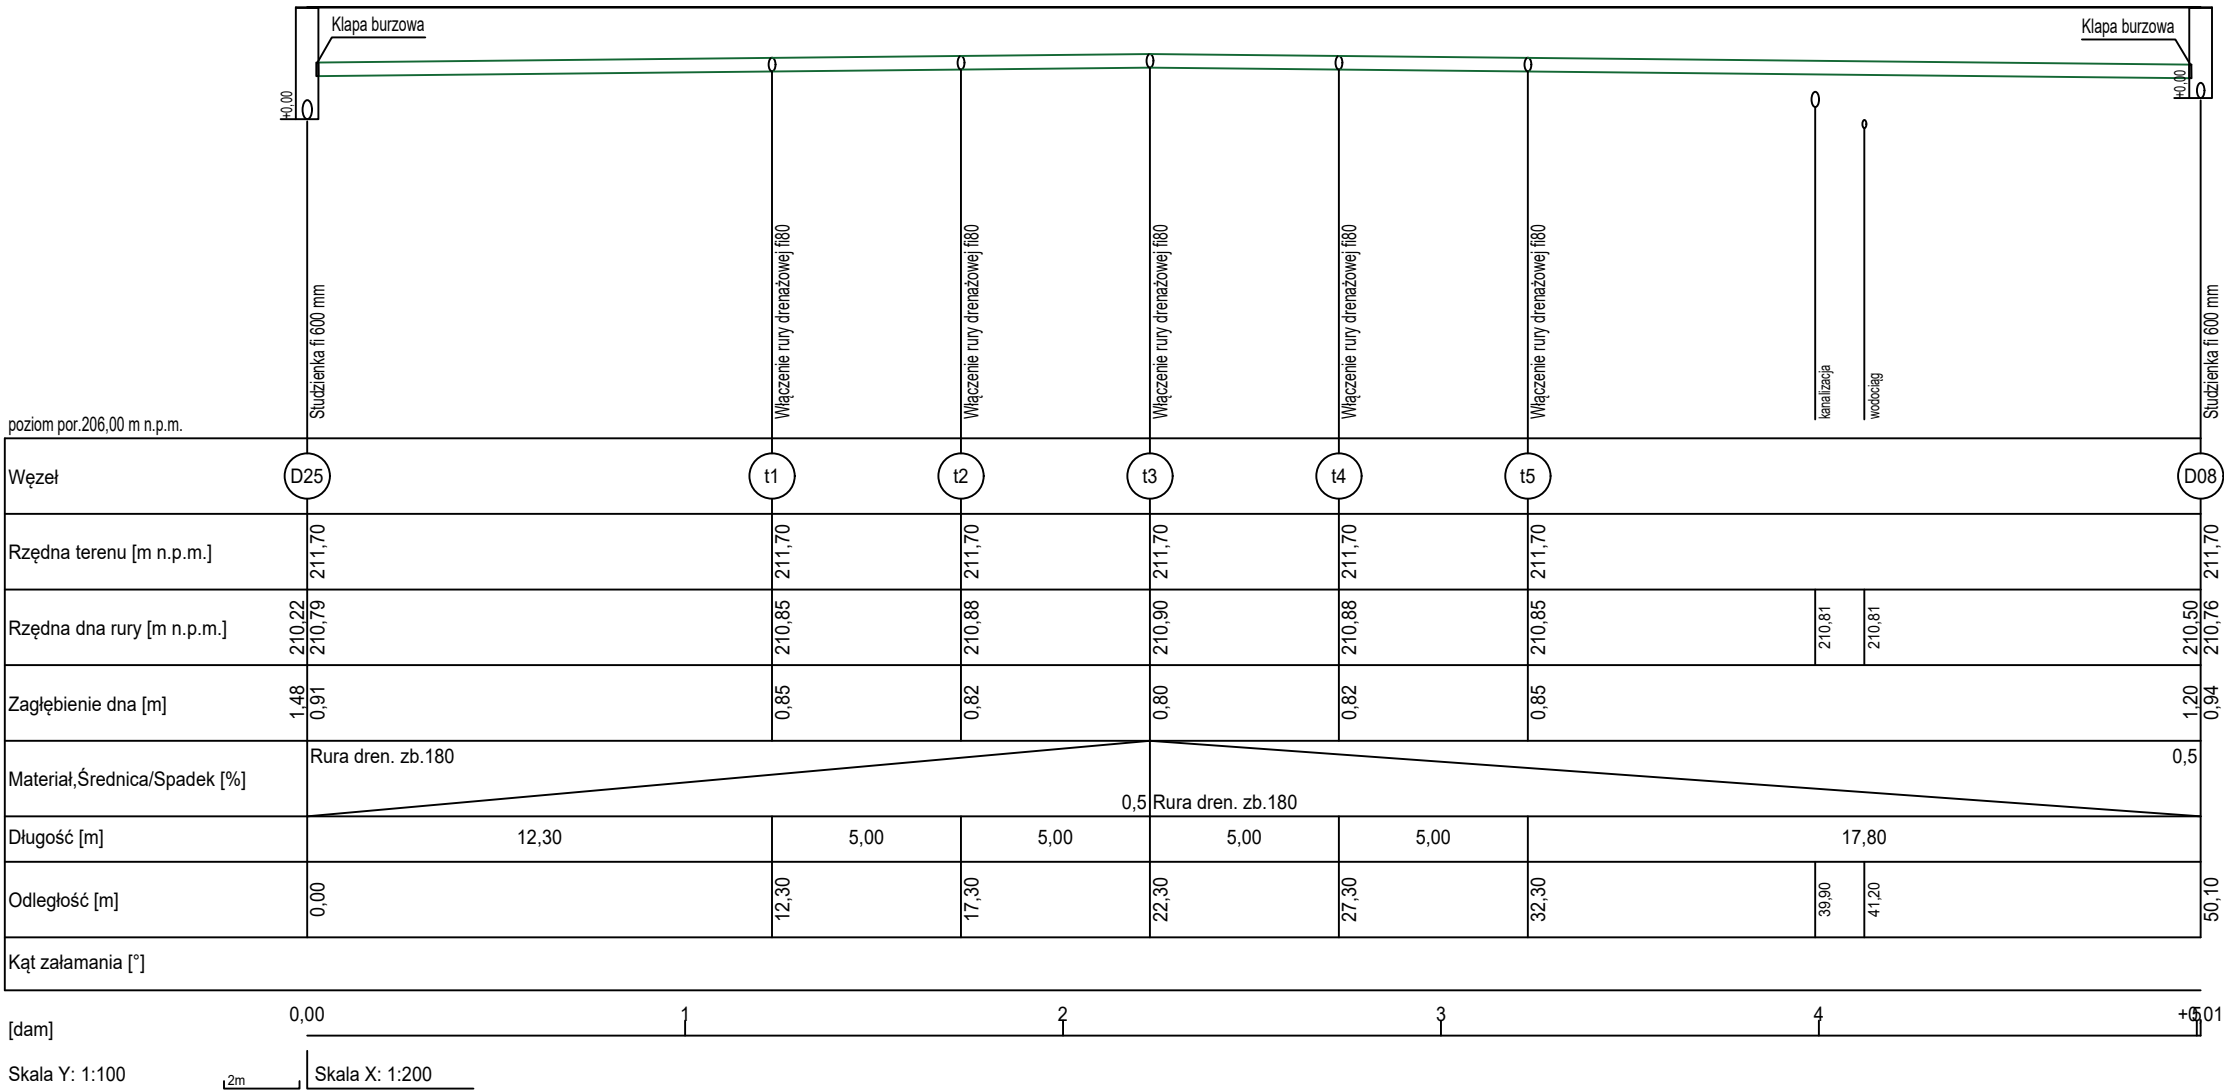 Klapa burzowa
Klapa burzowa
+0,00
+0,00
Studzienka fi 600 mm
Włączenie rury drenażowej fi80
Włączenie rury drenażowej fi80
Włączenie rury drenażowej fi80
Włączenie rury drenażowej fi80
Włączenie rury drenażowej fi80
kanalizacja
wodociąg
Studzienka fi 600 mm
poziom por.206,00 m n.p.m.
Węzeł D25 t1 t2 t3 t4 t5 D08
Rzędna terenu [m n.p.m.] 211,70 211,70 211,70 211,70 211,70 211,70 211,70
Rzędna dna rury [m n.p.m.] 210,22 210,79 210,85 210,88 210,90 210,88 210,85 210,81 210,81 210,50 210,76
Zagłębienie dna [m] 1,48 0,91 0,85 0,82 0,80 0,82 0,85 1,20 0,94
Rura dren. zb.180 0,5
Materiał,Średnica/Spadek [%]
0,5 Rura dren. zb.180
Długość [m] 12,30 5,00 5,00 5,00 5,00 17,80
Odległość [m] 0,00 12,30 17,30 22,30 27,30 32,30 39,90 41,20 50,10
Kąt załamania [°]
0,00 1 2 3 4
[dam]
Skala Y: 1:100 2m Skala X: 1:200